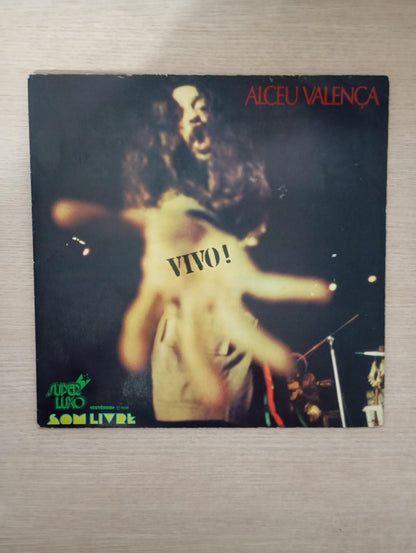 ALCEU VALENÇA
VIVO!
SUPER
LUXO
SOM LIVRE